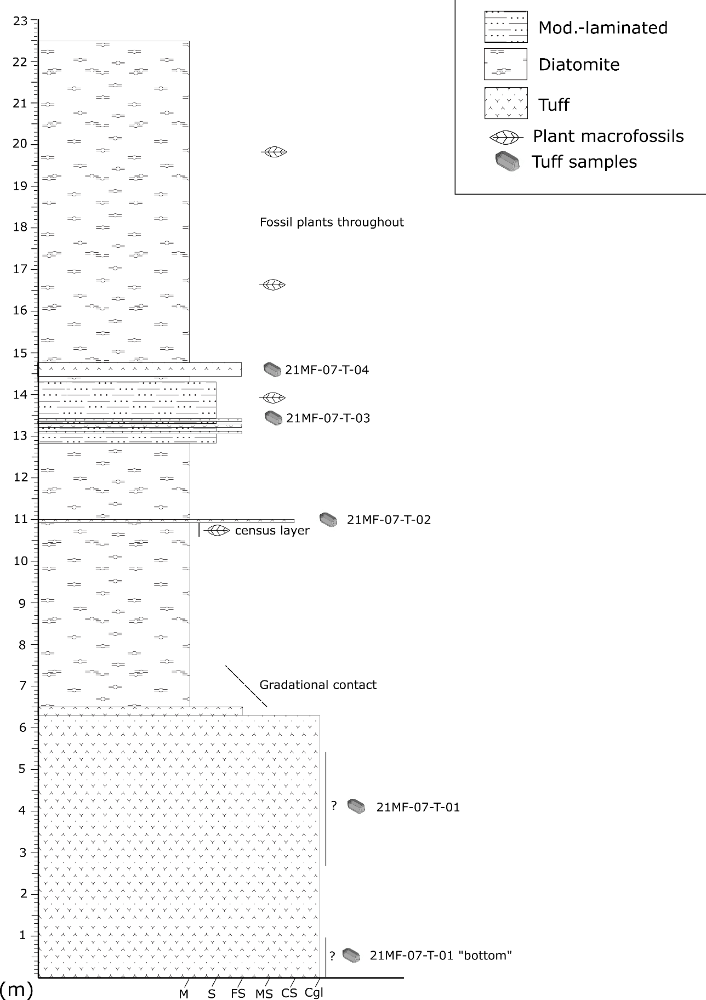 Mod.-laminated
Diatomite
Tuff
Plant macrofossils
Tuff samples
23
22
21
20
19
Fossil plants throughout
18
17
16
15
21MF-07-T-04
14
21MF-07-T-03
13
12
11
21MF-07-T-02
census layer
10
9
8
7
Gradational contact
6
5
4
? 21MF-07-T-01
3
2
1
? 21MF-07-T-01 "bottom"
(m)
M S FS MS CS Cgl